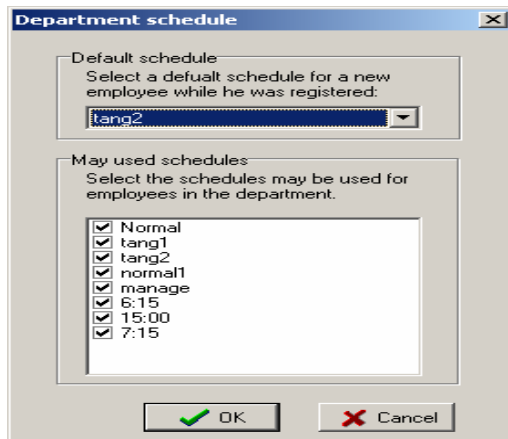 Department schedule
Default schedule
Select a defualt schedule for a new
employee while he was registered:
tang2
May used schedules
Select the schedules may be used for
employees in the department.
Normal
tang1
tang2
normal1
manage
6:15
15:00
7:15
OK
Cancel